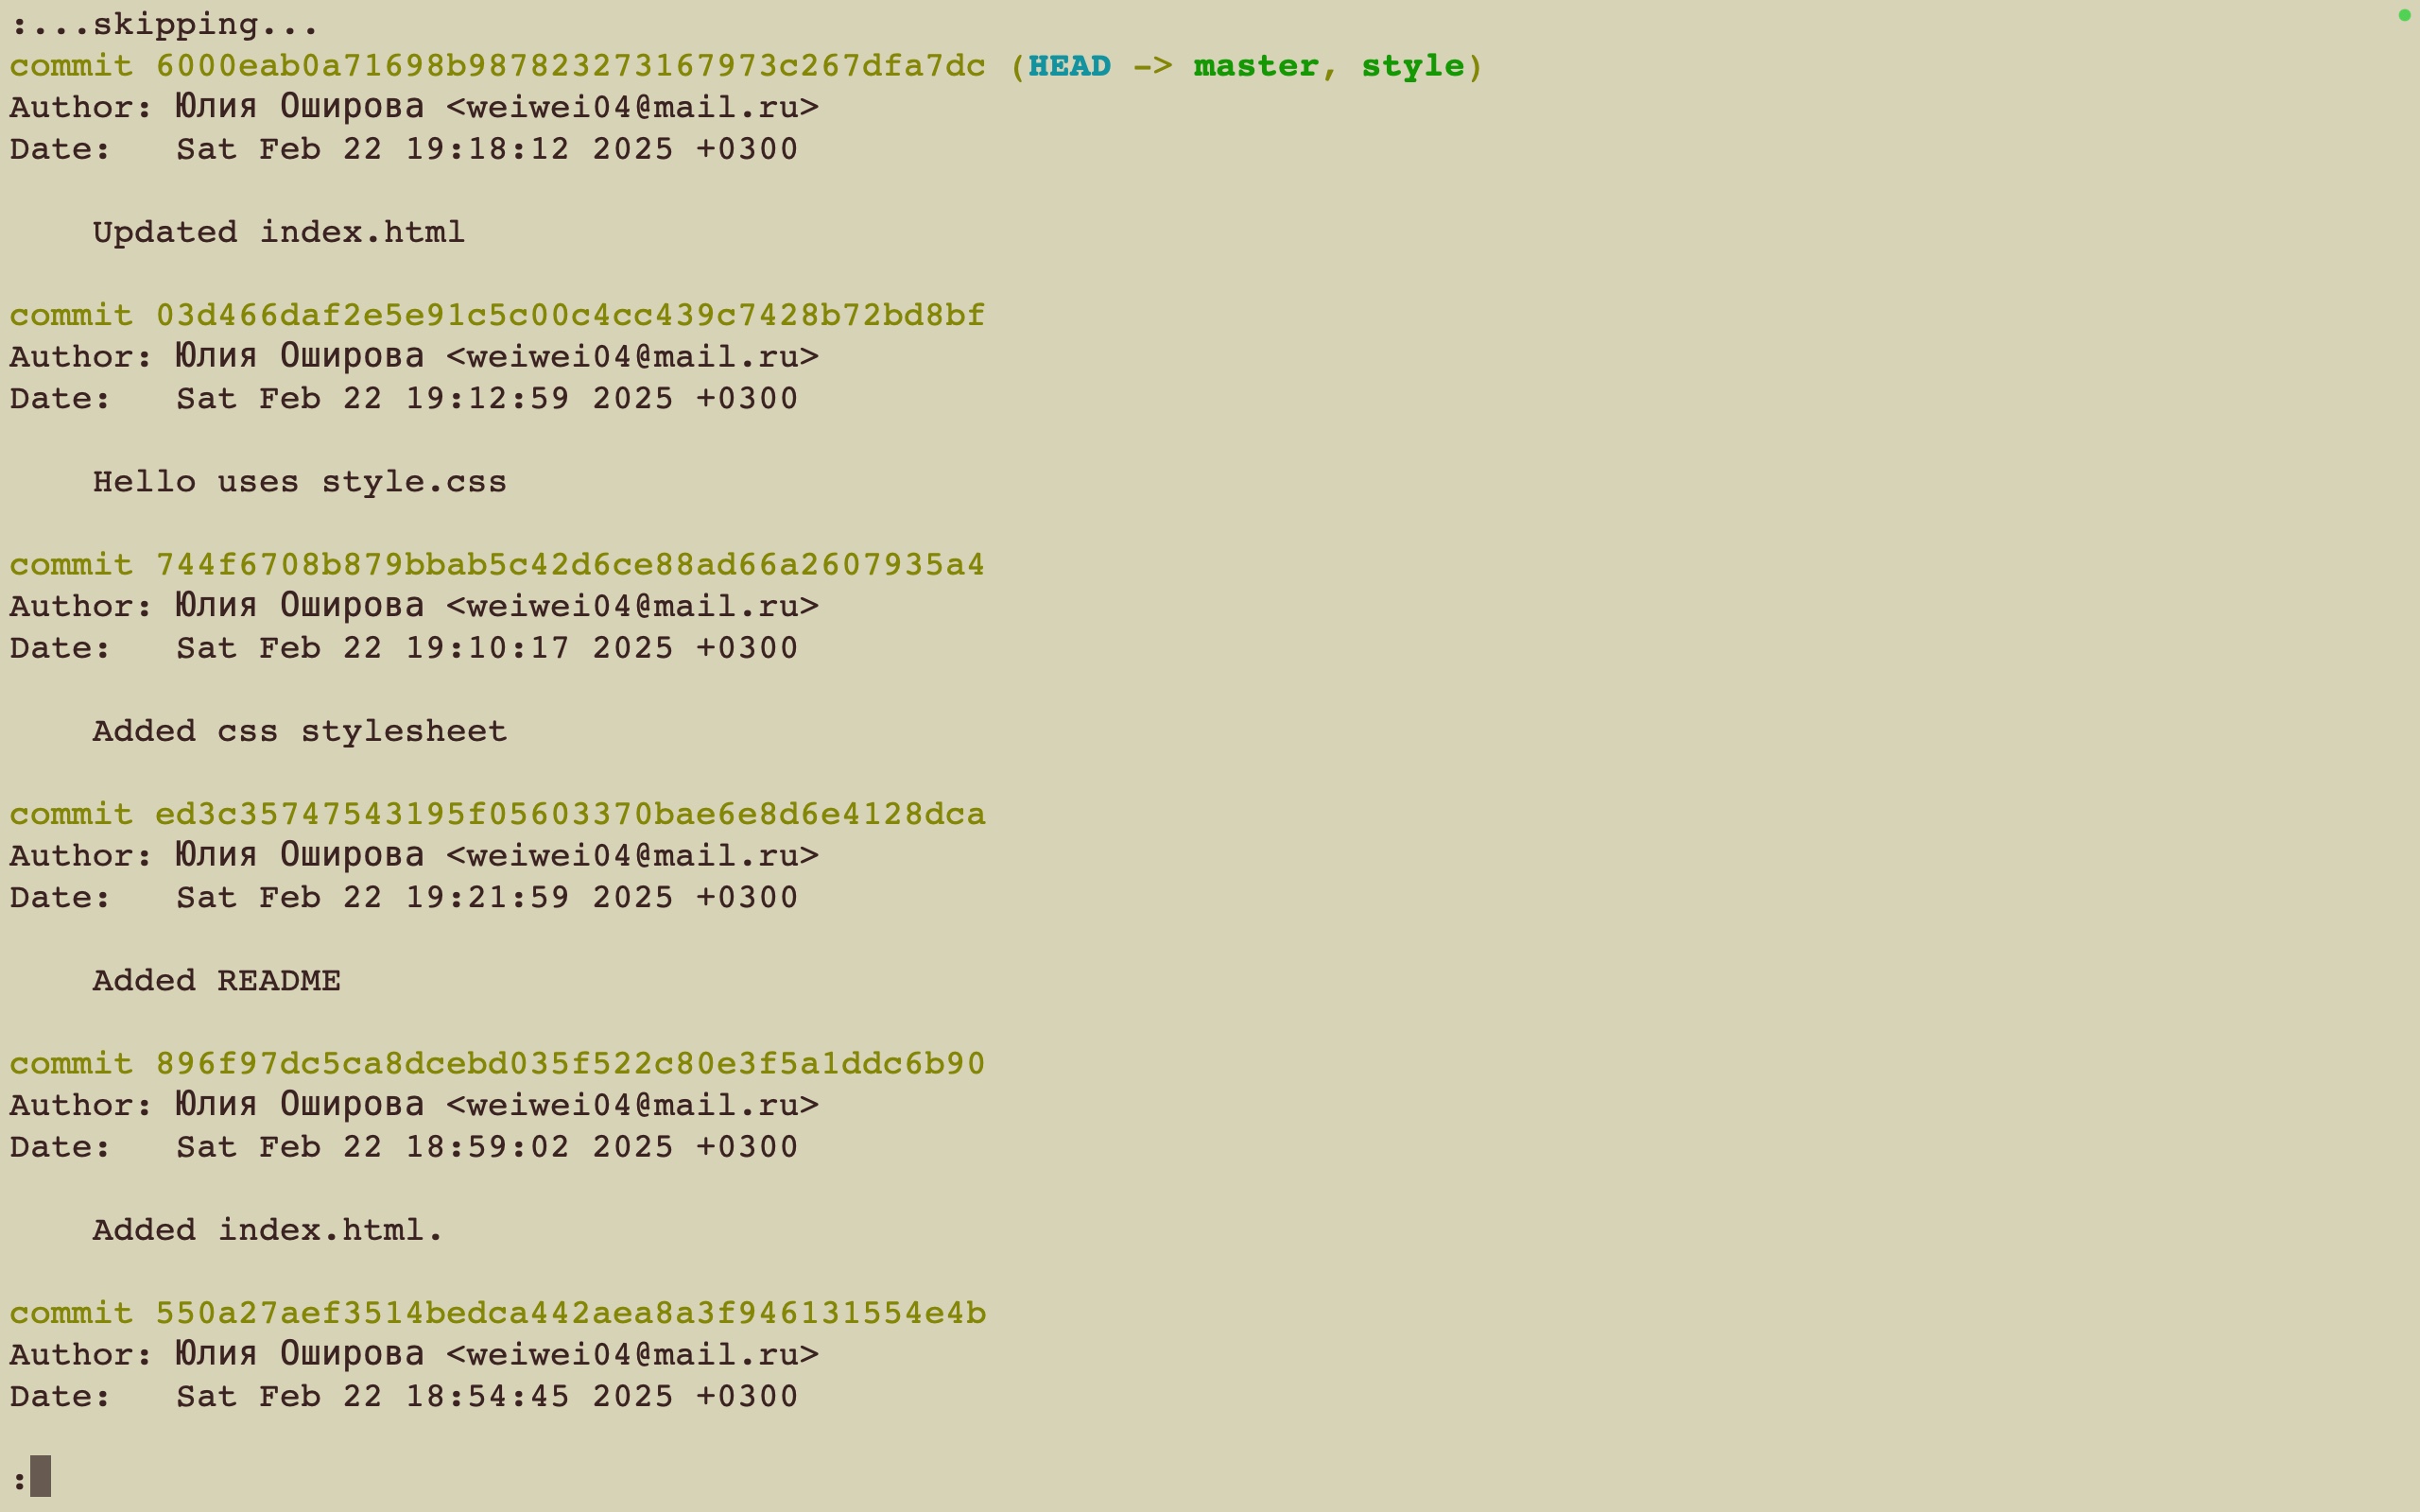 :...skipping...
commit 6000eab0a71698b987823273167973c267dfa7dc (HEAD -> master, style)
Author: Юлия Оширова <weiwei04@mail.ru>
Date:   Sat Feb 22 19:18:12 2025 +0300
    Updated index.html
commit 03d466daf2e5e91c5c00c4cc439c7428b72bd8bf
Author: Юлия Оширова <weiwei04@mail.ru>
Date:   Sat Feb 22 19:12:59 2025 +0300
    Hello uses style.css
commit 744f6708b879bbab5c42d6ce88ad66a2607935a4
Author: Юлия Оширова <weiwei04@mail.ru>
Date:   Sat Feb 22 19:10:17 2025 +0300
    Added css stylesheet
commit ed3c35747543195f05603370bae6e8d6e4128dca
Author: Юлия Оширова <weiwei04@mail.ru>
Date:   Sat Feb 22 19:21:59 2025 +0300
    Added README
commit 896f97dc5ca8dcebd035f522c80e3f5a1ddc6b90
Author: Юлия Оширова <weiwei04@mail.ru>
Date:   Sat Feb 22 18:59:02 2025 +0300
    Added index.html.
commit 550a27aef3514bedca442aea8a3f946131554e4b
Author: Юлия Оширова <weiwei04@mail.ru>
Date:   Sat Feb 22 18:54:45 2025 +0300
: